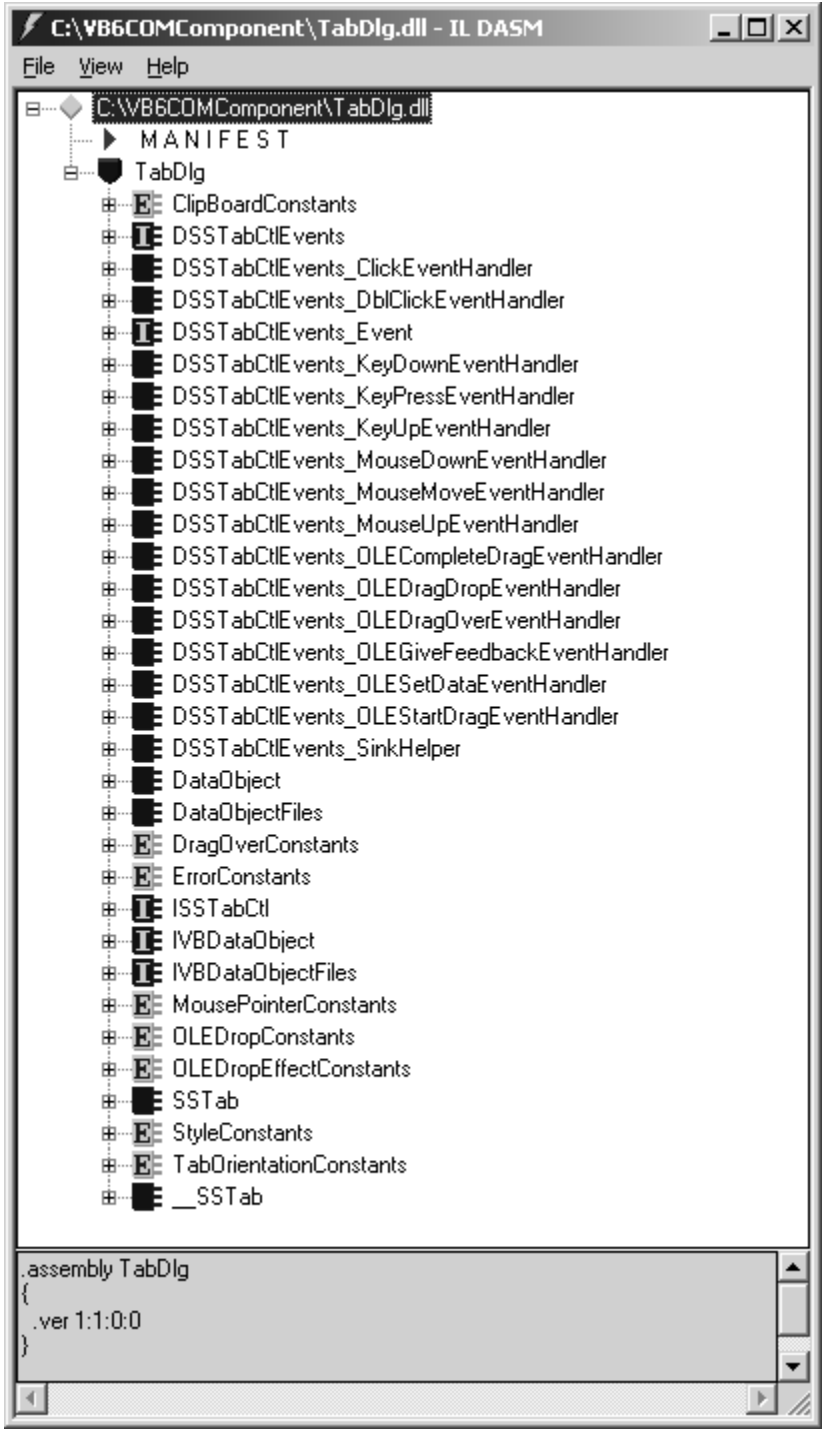 C:\VB6COMComponent\TabDlg.dll - IL DASM
File View Help
C:\VB6COMComponent\TabDlg.dll
MANIFEST
TabDlg
ClipBoardConstants
DSSTabCtlEvents
DSSTabCtlEvents_ClickEventHandler
DSSTabCtlEvents_DblClickEventHandler
DSSTabCtlEvents_Event
DSSTabCtlEvents_KeyDownEventHandler
DSSTabCtlEvents_KeyPressEventHandler
DSSTabCtlEvents_KeyUpEventHandler
DSSTabCtlEvents_MouseDownEventHandler
DSSTabCtlEvents_MouseMoveEventHandler
DSSTabCtlEvents_MouseUpEventHandler
DSSTabCtlEvents_OLECompleteDragEventHandler
DSSTabCtlEvents_OLEDragDropEventHandler
DSSTabCtlEvents_OLEDragOverEventHandler
DSSTabCtlEvents_OLEGiveFeedbackEventHandler
DSSTabCtlEvents_OLESetDataEventHandler
DSSTabCtlEvents_OLEStartDragEventHandler
DSSTabCtlEvents_SinkHelper
DataObject
DataObjectFiles
DragOverConstants
ErrorConstants
ISSTabCtl
IVBDataObject
IVBDataObjectFiles
MousePointerConstants
OLEDropConstants
OLEDropEffectConstants
SSTab
StyleConstants
TabOrientationConstants
__SSTab
.assembly TabDlg
{
.ver 1:1:0:0
}